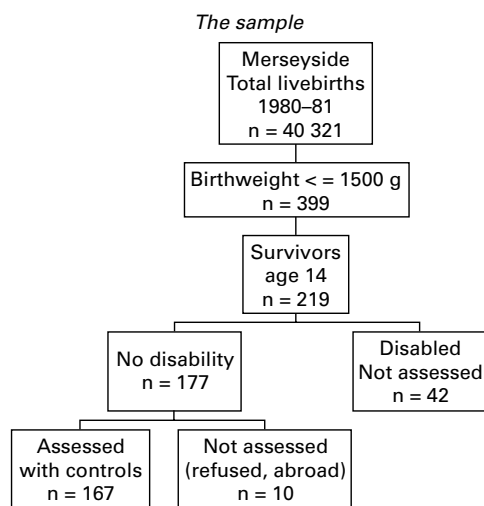 The sample
Merseyside
Total livebirths
1980–81
n = 40 321
Birthweight < = 1500 g
n = 399
Survivors
age 14
n = 219
No disability
n = 177
Disabled
Not assessed
n = 42
Assessed
with controls
n = 167
Not assessed
(refused, abroad)
n = 10